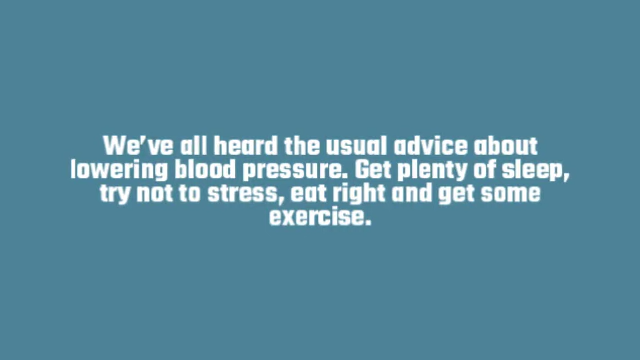 We've all heard the usual advice about
lowering blood pressure. Get plenty of sleep,
try not to stress, eat right and get some
exercise.